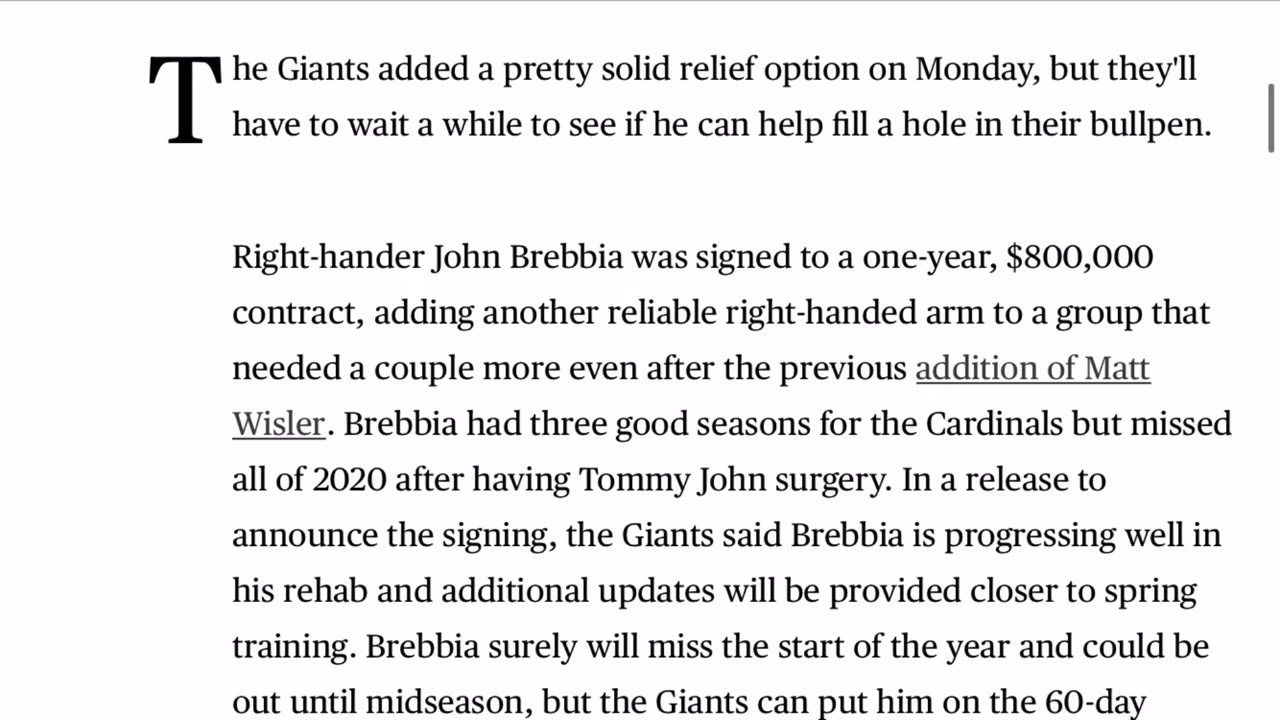 The Giants added a pretty solid relief option on Monday, but they'll
have to wait a while to see if he can help fill a hole in their bullpen.
Right-hander John Brebbia was signed to a one-year, $800,000
contract, adding another reliable right-handed arm to a group that
needed a couple more even after the previous addition of Matt
Wisler. Brebbia had three good seasons for the Cardinals but missed
all of 2020 after having Tommy John surgery. In a release to
announce the signing, the Giants said Brebbia is progressing well in
his rehab and additional updates will be provided closer to spring
training. Brebbia surely will miss the start of the year and could be
out until midseason, but the Giants can put him on the 60-day